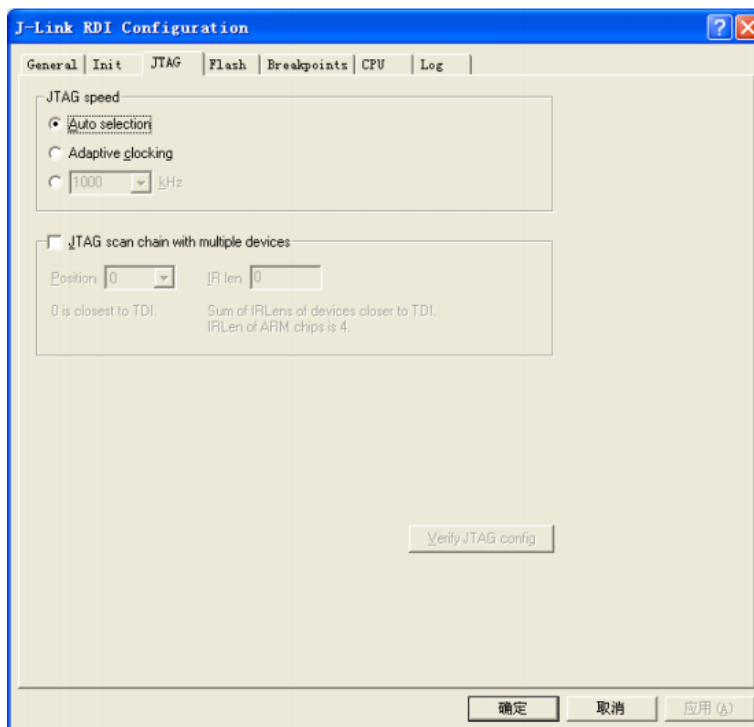 J-Link RDI Configuration
General Init JTAG Flash Breakpoints CPU Log
JTAG speed
Auto selection
Adaptive clocking
1000 kHz
JTAG scan chain with multiple devices
Position 0 IR len 0
0 is closest to TDI. Sum of IRLens of devices closer to TDI.
IRLen of ARM chips is 4.
Verify JTAG config
确定 取消 应用(A)